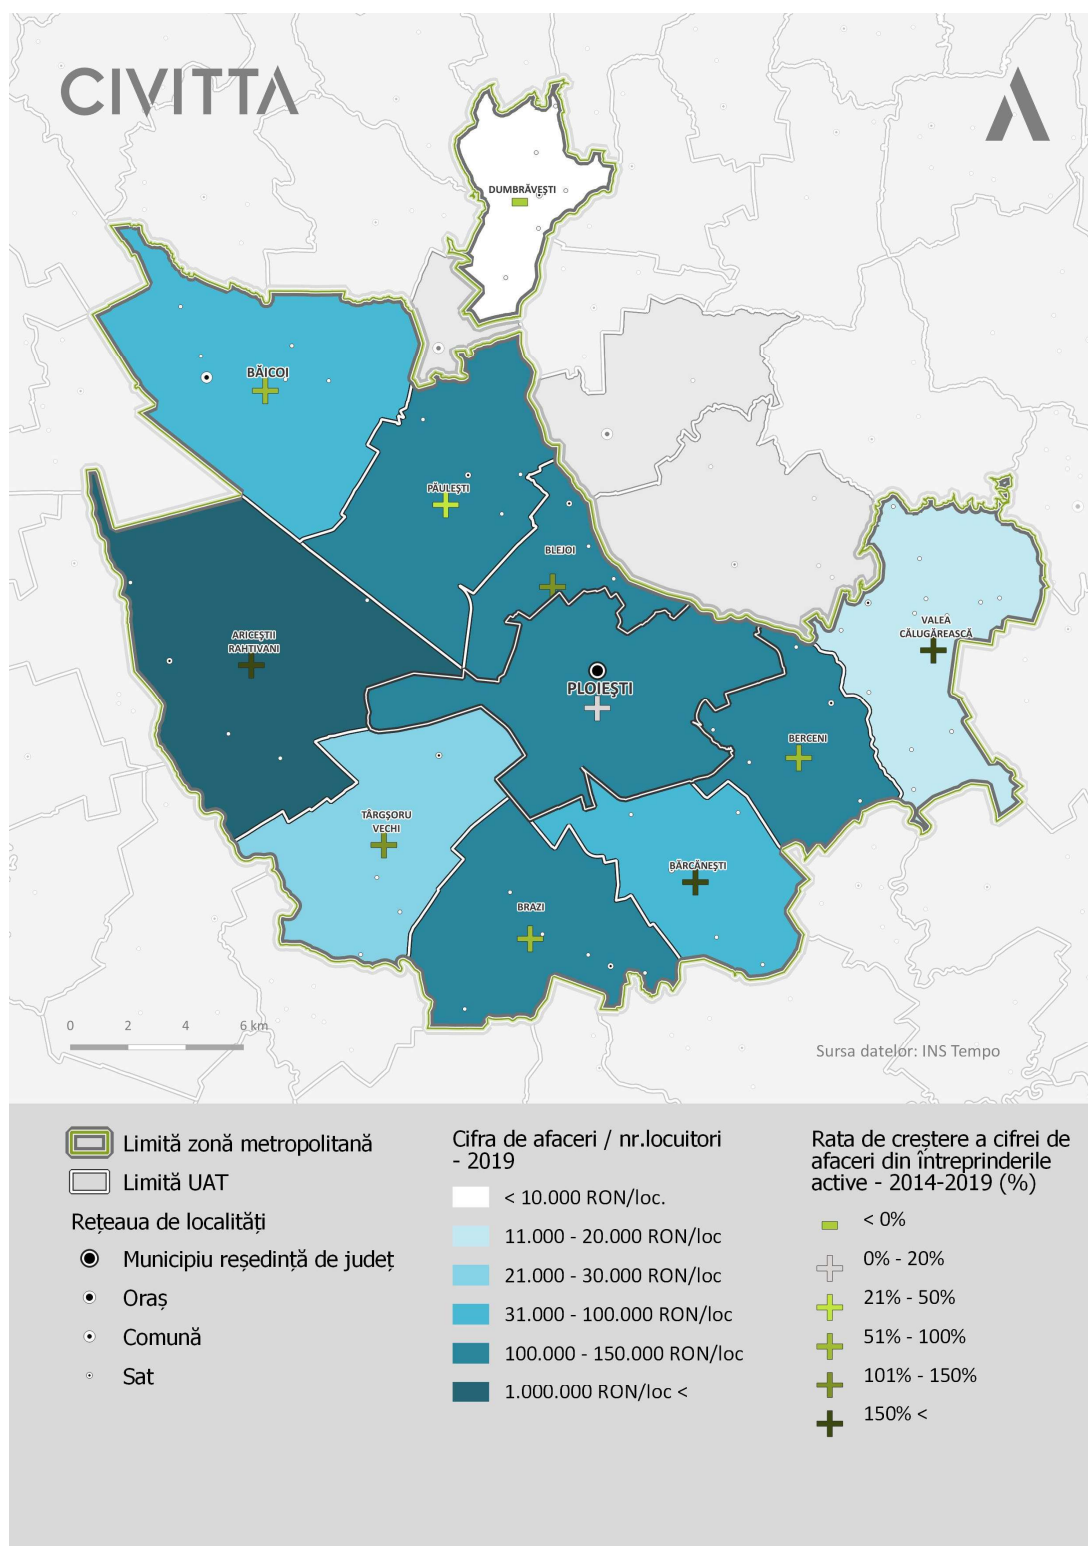 CIVITTA
DUMBRĂVEȘTI
BĂICOI
PĂULEȘTI
BLEJOI
VALEA
CĂLUGĂREASCĂ
ARICEȘTII
RAHTIVANI
PLOIEȘTI
BERCENI
TÂRGȘORU
VECHI
BĂRCĂNEȘTI
BRAZI
0 2 4 6 km
Sursa datelor: INS Tempo
Limită zonă metropolitană
Limită UAT
Rețeaua de localități
Municipiu reședință de județ
Oraș
Comună
Sat
Cifra de afaceri / nr.locuitori
- 2019
< 10.000 RON/loc.
11.000 - 20.000 RON/loc
21.000 - 30.000 RON/loc
31.000 - 100.000 RON/loc
100.000 - 150.000 RON/loc
1.000.000 RON/loc <
Rata de creștere a cifrei de
afaceri din întreprinderile
active - 2014-2019 (%)
< 0%
0% - 20%
21% - 50%
51% - 100%
101% - 150%
150% <